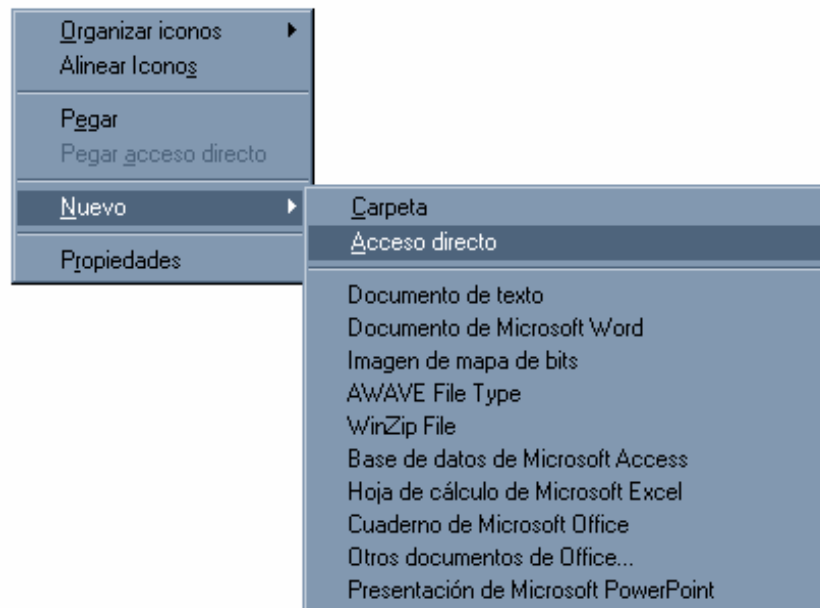 Organizar iconos
Alinear Iconos
Pegar
Pegar acceso directo
Nuevo
Propiedades
Carpeta
Acceso directo
Documento de texto
Documento de Microsoft Word
Imagen de mapa de bits
AWAVE File Type
WinZip File
Base de datos de Microsoft Access
Hoja de cálculo de Microsoft Excel
Cuaderno de Microsoft Office
Otros documentos de Office...
Presentación de Microsoft PowerPoint